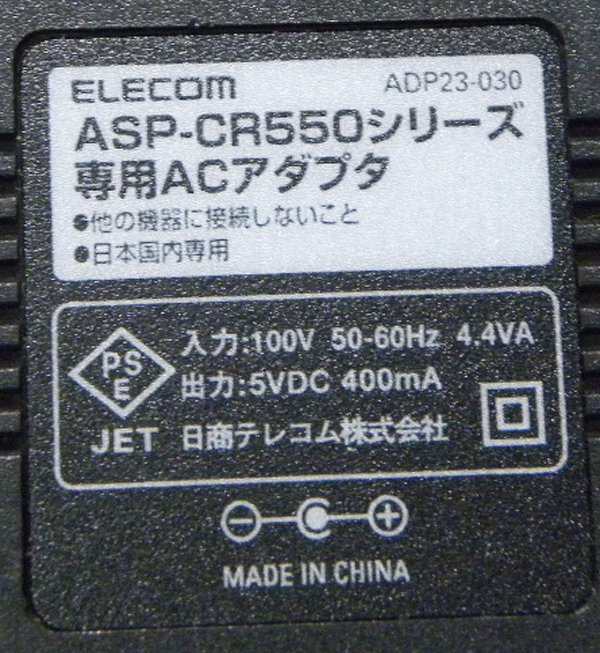 ELECOM ADP23-030
ASP-CR550シリーズ
専用ACアダプタ
●他の機器に接続しないこと
●日本国内専用
PS
E
入力:100V 50-60Hz 4.4VA
出力:5VDC 400mA
JET 日商テレコム株式会社
MADE IN CHINA